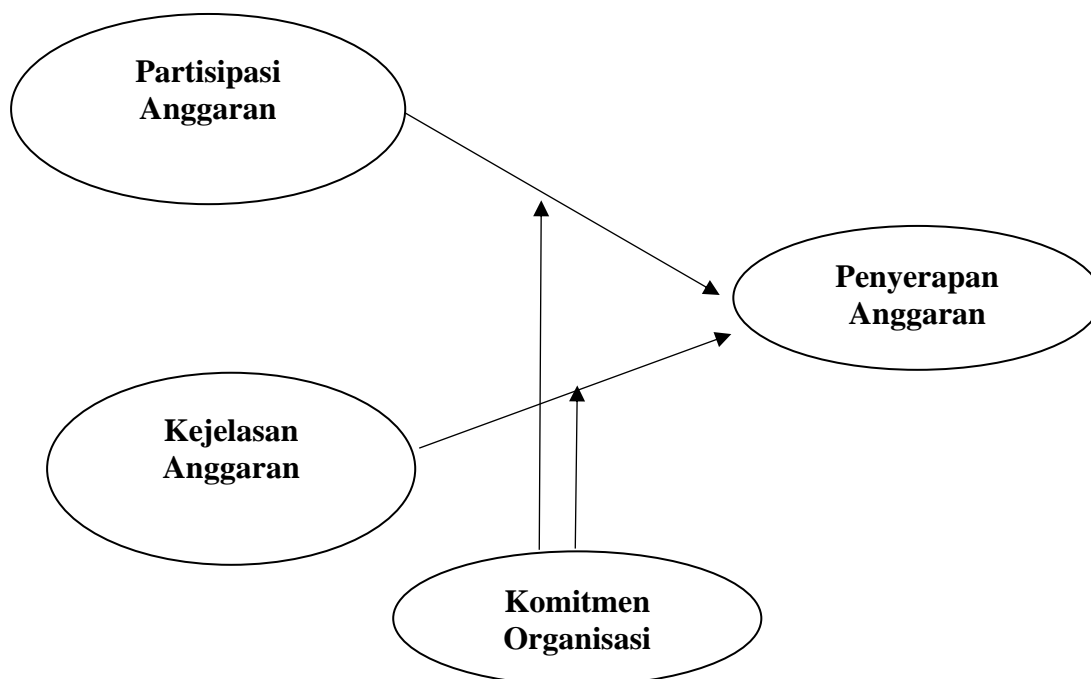 Partisipasi
Anggaran
Penyerapan
Anggaran
Kejelasan
Anggaran
Komitmen
Organisasi